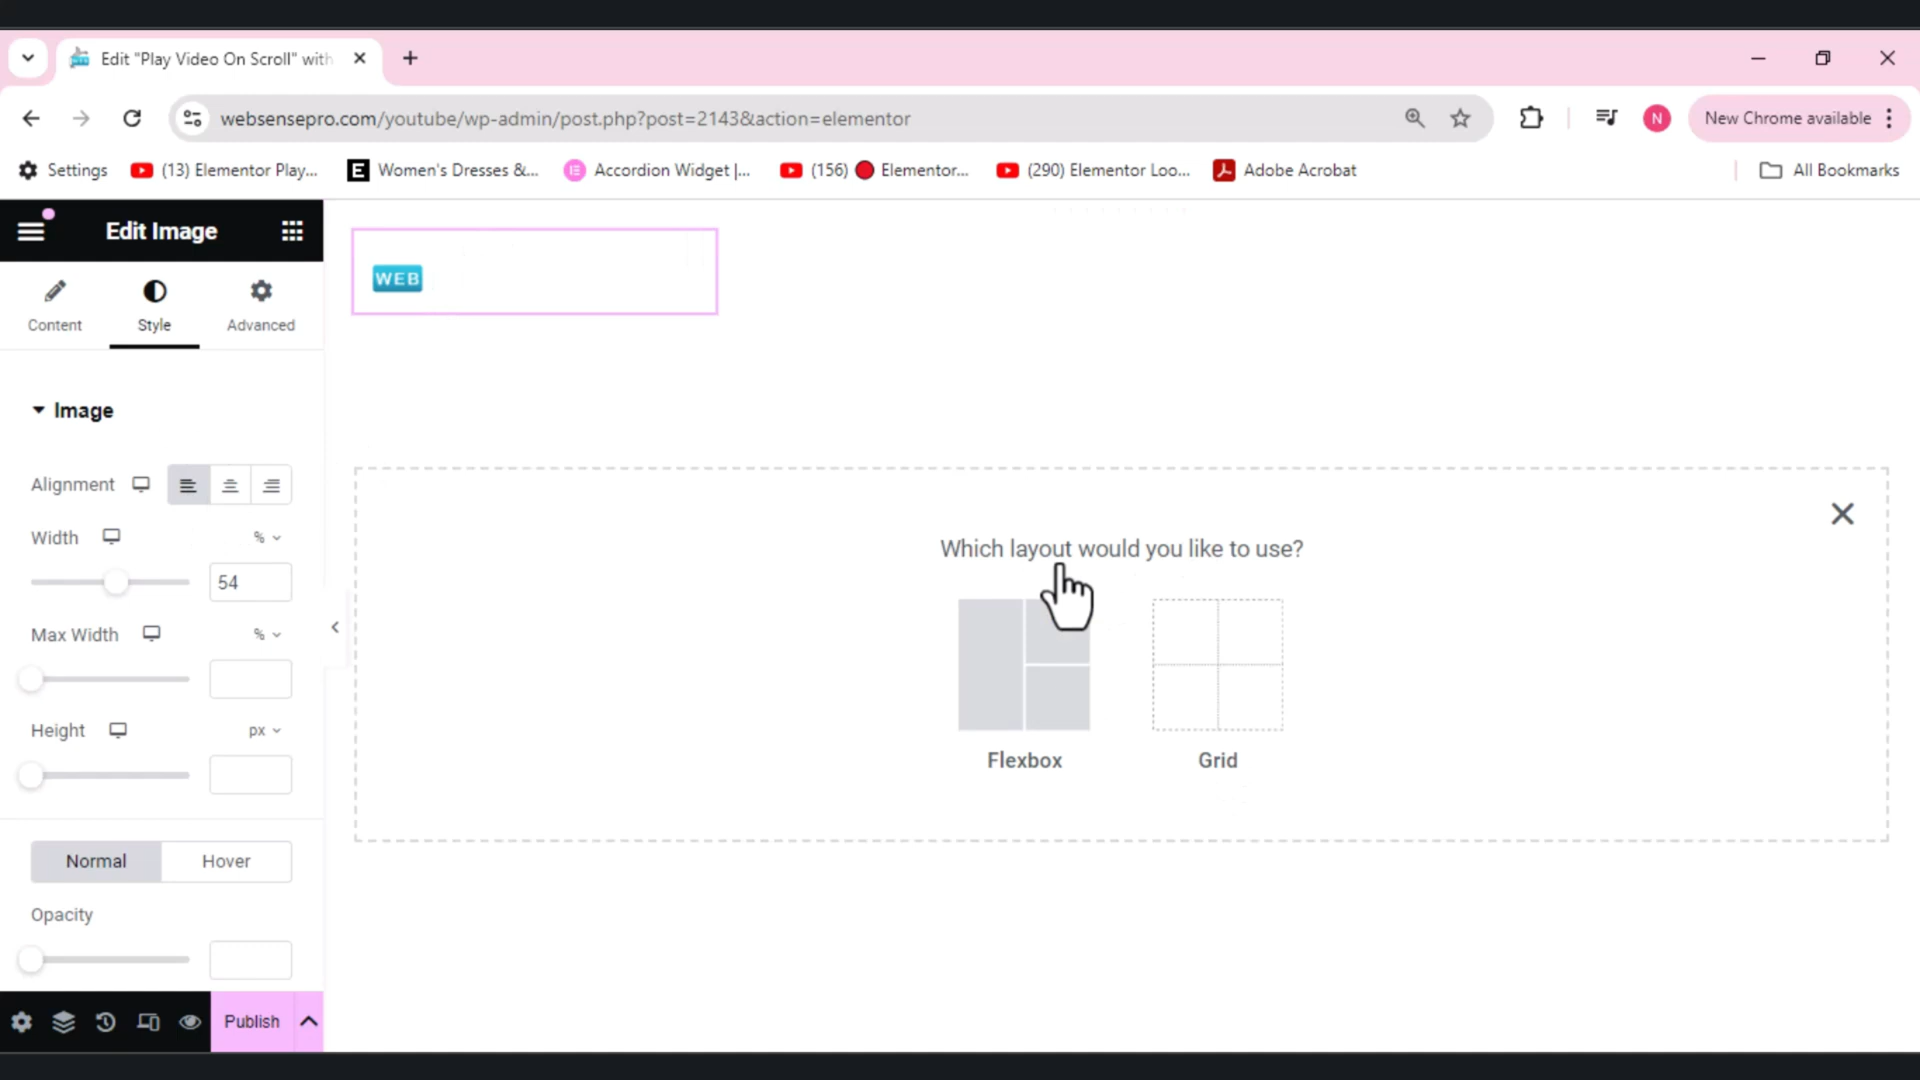 Edit "Play Video On Scroll" with
websensepro.com/youtube/wp-admin/post.php?post=2143&action=elementor
N
New Chrome available
Settings
(13) Elementor Play...
E
Women's Dresses &...
Accordion Widget |...
(156) Elementor...
(290) Elementor Loo...
Adobe Acrobat
All Bookmarks
Edit Image
Content
Style
Advanced
WEB
Image
Alignment
Width
%
54
Max Width
%
Height
px
Normal
Hover
Opacity
Publish
Which layout would you like to use?
Flexbox
Grid